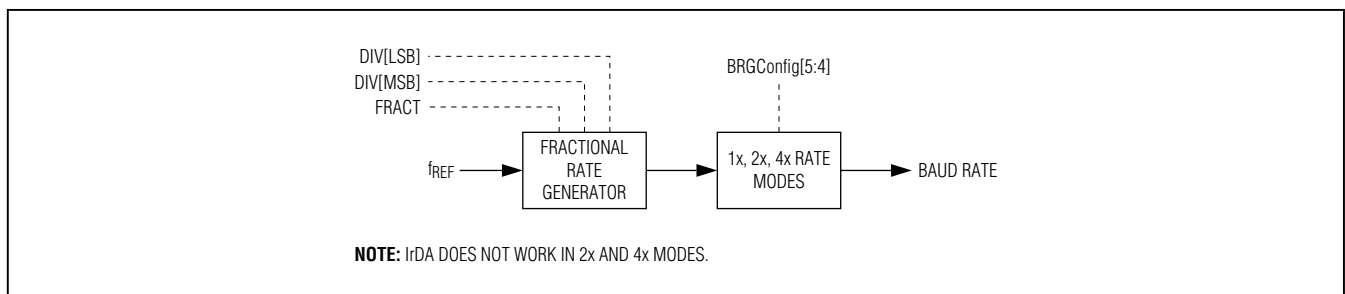 DIV[LSB]
DIV[MSB]
FRACT
BRGConfig[5:4]
fREF
FRACTIONAL
RATE
GENERATOR
1x, 2x, 4x RATE
MODES
BAUD RATE
NOTE: IrDA DOES NOT WORK IN 2x AND 4x MODES.